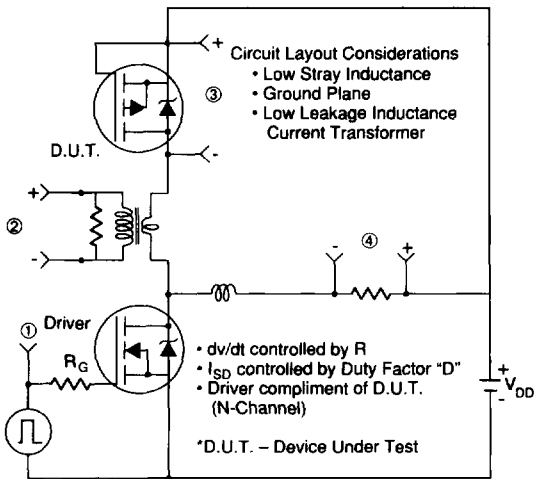 +
Circuit Layout Considerations
• Low Stray Inductance
③
• Ground Plane
• Low Leakage Inductance
Current Transformer
D.U.T.
-
+
②
④
-
+
-
①
Driver
R_G
• dv/dt controlled by R
• I_SD controlled by Duty Factor "D"
• Driver compliment of D.U.T.
(N-Channel)
+
V_DD
-
*D.U.T. – Device Under Test